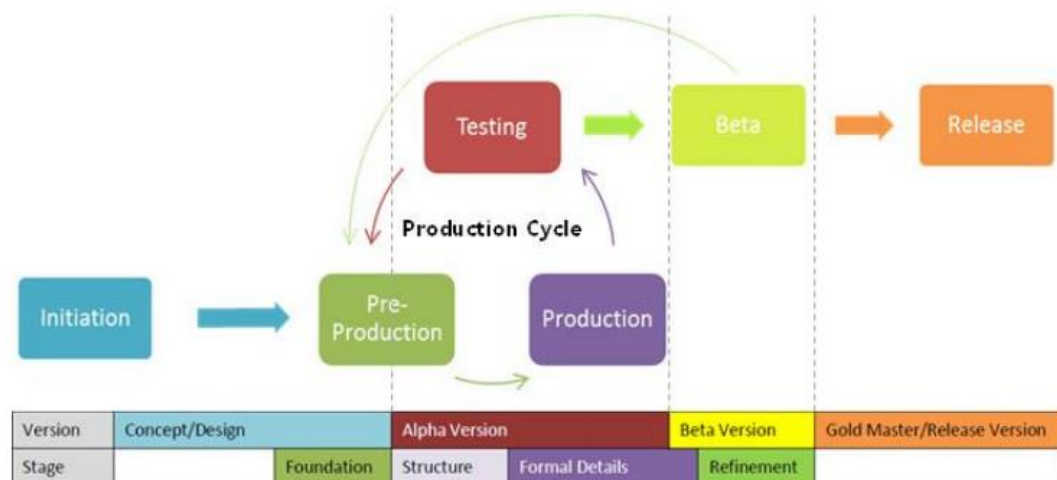 Testing
Beta
Release
Production Cycle
Initiation
Pre-
Production
Production
Version Concept/Design Alpha Version Beta Version Gold Master/Release Version
Stage Foundation Structure Formal Details Refinement